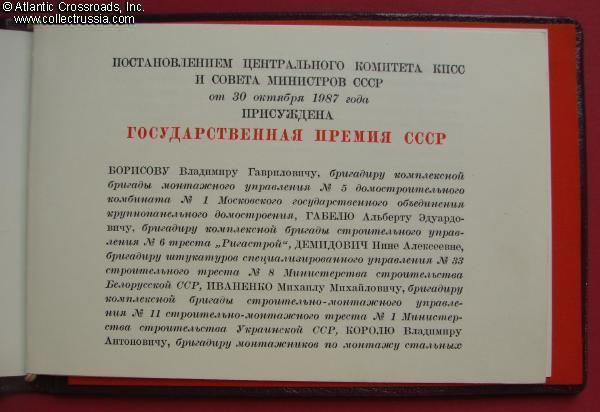 © Atlantic Crossroads, Inc.
www.collectrussia.com
ПОСТАНОВЛЕНИЕМ ЦЕНТРАЛЬНОГО КОМИТЕТА КПСС
И СОВЕТА МИНИСТРОВ СССР
от 30 октября 1987 года
ПРИСУЖДЕНА
ГОСУДАРСТВЕННАЯ ПРЕМИЯ СССР
БОРИСОВУ Владимиру Гавриловичу, бригадиру комплексной
бригады монтажного управления № 5 домостроительного
комбината № 1 Московского государственного объединения
крупнопанельного домостроения, ГАБЕЛЮ Альберту Эдуардо-
вичу, бригадиру комплексной бригады строительного управ-
ления № 6 треста „Ригастрой“, ДЕМИДОВИЧ Нине Алексеевне,
бригадиру штукатуров специализированного управления № 33
строительного треста № 8 Министерства строительства
Белорусской ССР, ИВАНЕНКО Михаилу Михайловичу, бригадиру
комплексной бригады строительно-монтажного управле-
ния № 11 строительно-монтажного треста № 1 Министер-
ства строительства Украинской ССР, КОРОЛЮ Владимиру
Антоновичу, бригадиру монтажников по монтажу стальных